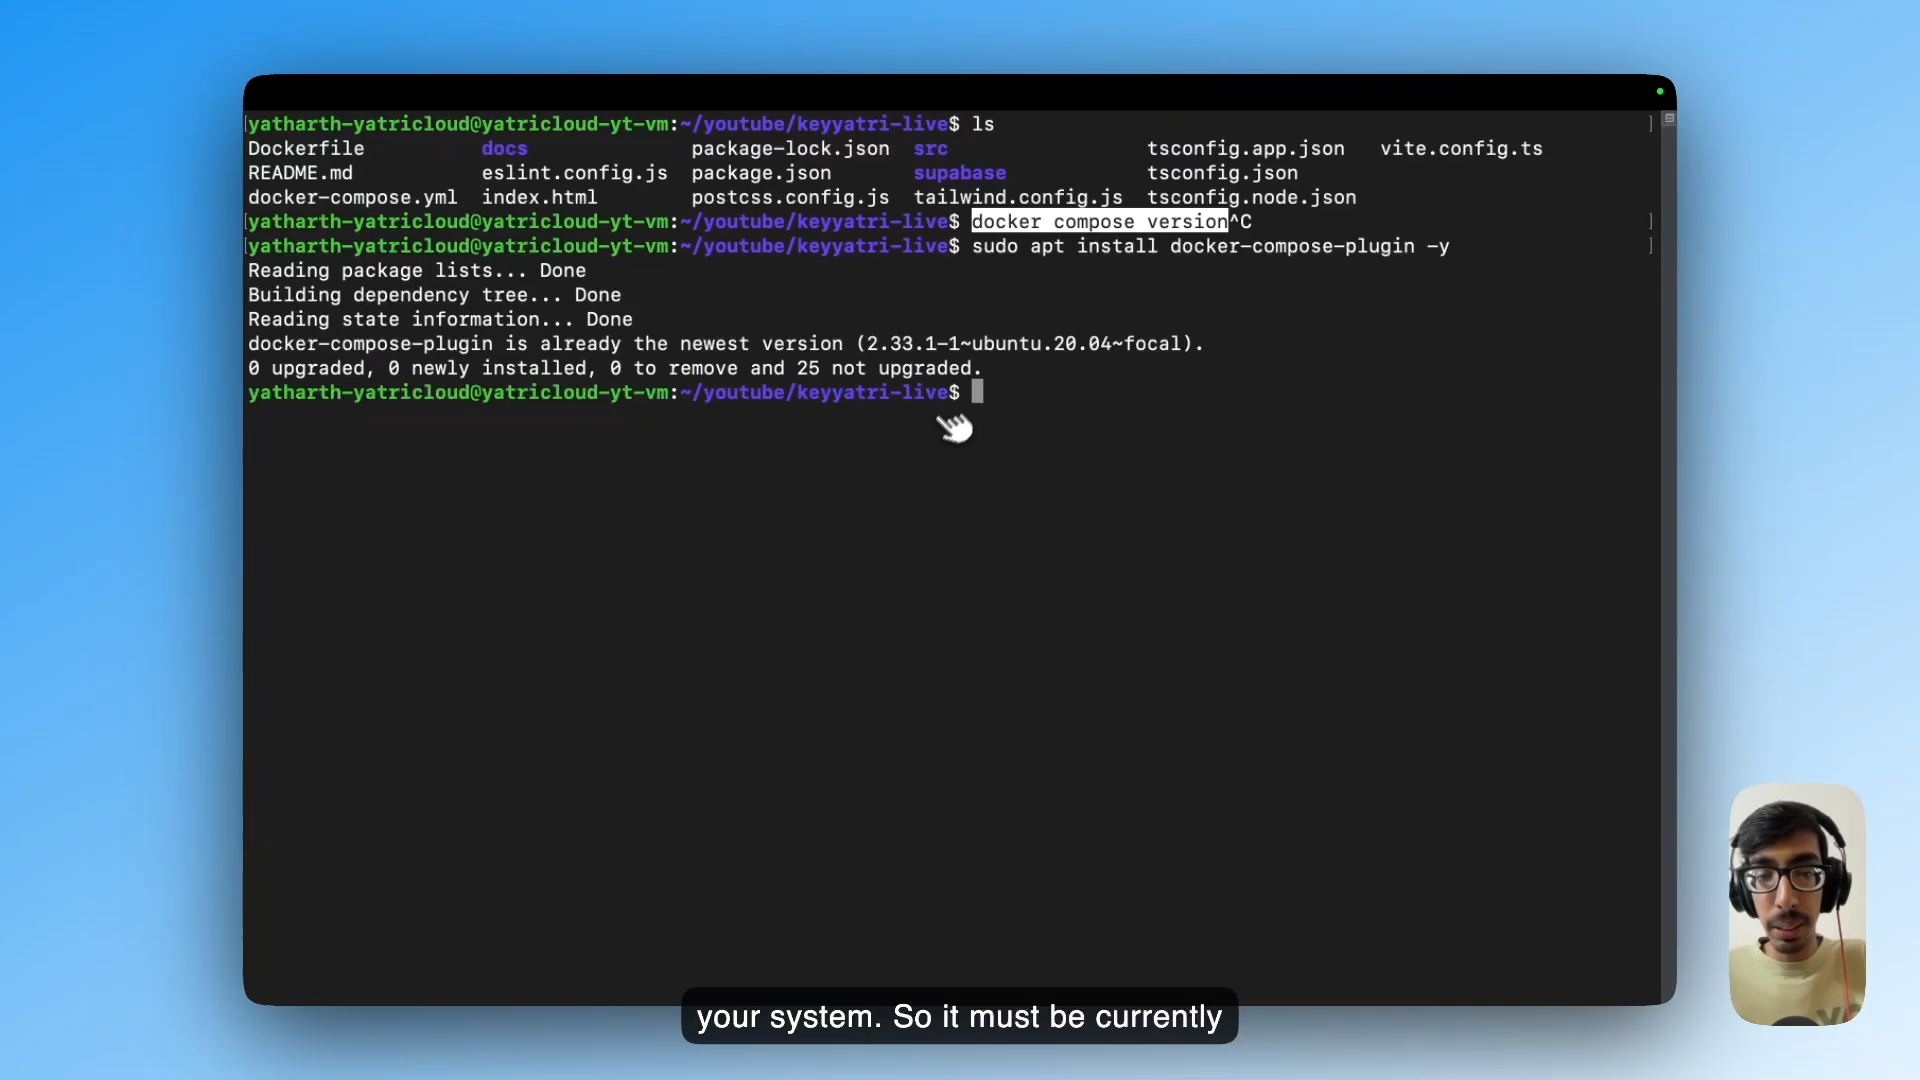 [yatharth-yatricloud@yatricloud-yt-vm:~/youtube/keyyatri-live$ ls ]
Dockerfile docs package-lock.json src tsconfig.app.json vite.config.ts
README.md eslint.config.js package.json supabase tsconfig.json
docker-compose.yml index.html postcss.config.js tailwind.config.js tsconfig.node.json
[yatharth-yatricloud@yatricloud-yt-vm:~/youtube/keyyatri-live$ docker compose version^C ]
[yatharth-yatricloud@yatricloud-yt-vm:~/youtube/keyyatri-live$ sudo apt install docker-compose-plugin -y ]
Reading package lists... Done
Building dependency tree... Done
Reading state information... Done
docker-compose-plugin is already the newest version (2.33.1-1~ubuntu.20.04~focal).
0 upgraded, 0 newly installed, 0 to remove and 25 not upgraded.
yatharth-yatricloud@yatricloud-yt-vm:~/youtube/keyyatri-live$
your system. So it must be currently